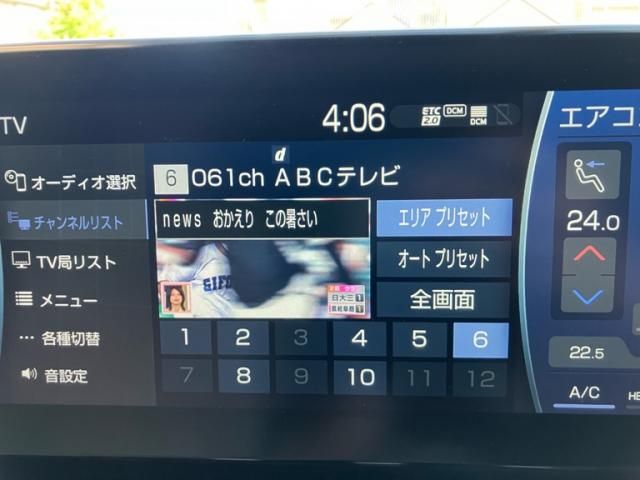 TV
4:06
ETC 2.0 DCM DCM
エアコ
オーディオ選択
チャンネルリスト
TV局リスト
メニュー
各種切替
音設定
d
6 061ch ABCテレビ
news おかえり この暑さい
エリア プリセット
オート プリセット
全画面
日大三 1
1 2 3 4 5 6
7 8 9 10 11 12
24.0
22.5
A/C